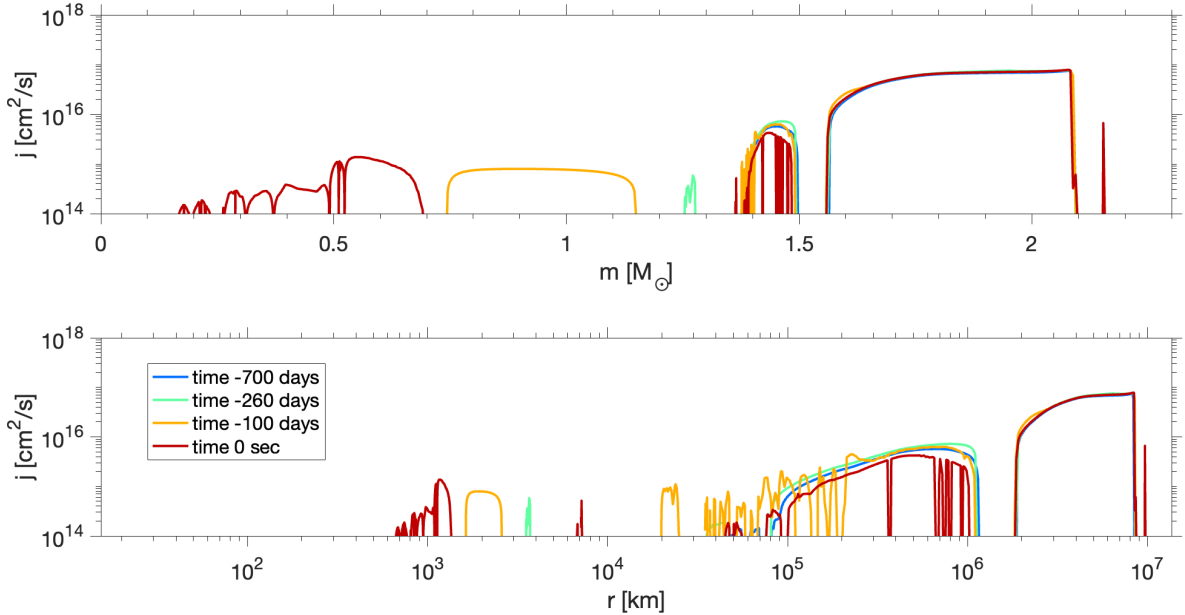 10^18
10^16
10^14
j [cm^2/s]
0 0.5 1 1.5 2
m [M_⊙]
10^18
10^16
10^14
j [cm^2/s]
time -700 days
time -260 days
time -100 days
time 0 sec
10^2 10^3 10^4 10^5 10^6 10^7
r [km]